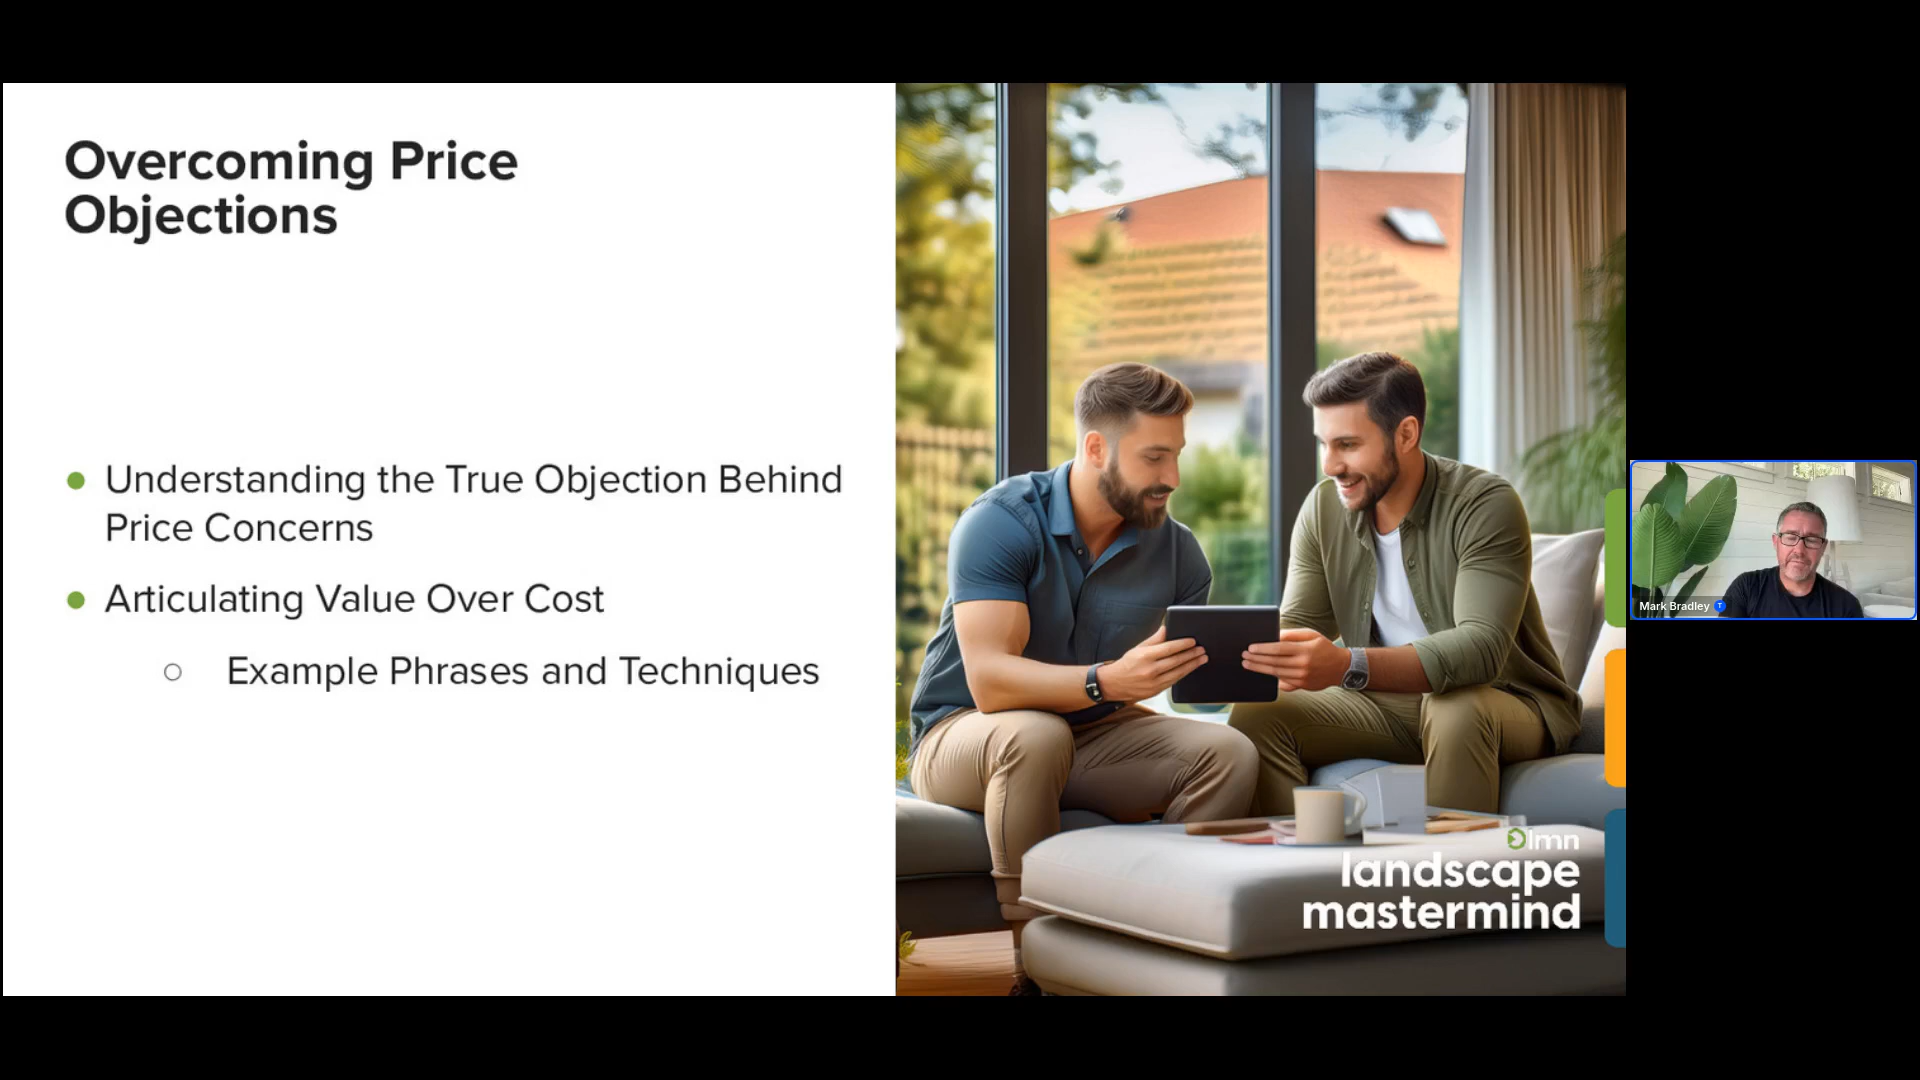 Overcoming Price
Objections
Understanding the True Objection Behind
Price Concerns
Articulating Value Over Cost
Example Phrases and Techniques
lmn
landscape
mastermind
Mark Bradley
T